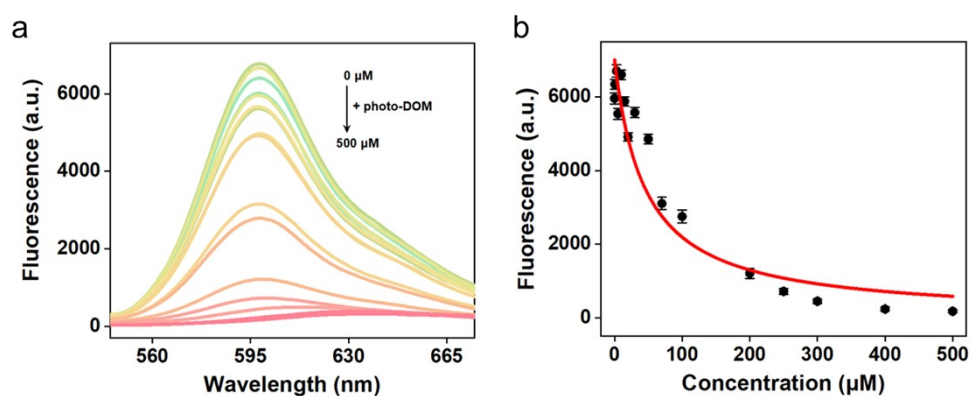 a
b
Fluorescence (a.u.)
6000
4000
2000
0
0 µM
+ photo-DOM
500 µM
560
595
630
665
Wavelength (nm)
Fluorescence (a.u.)
6000
4000
2000
0
0
100
200
300
400
500
Concentration (µM)